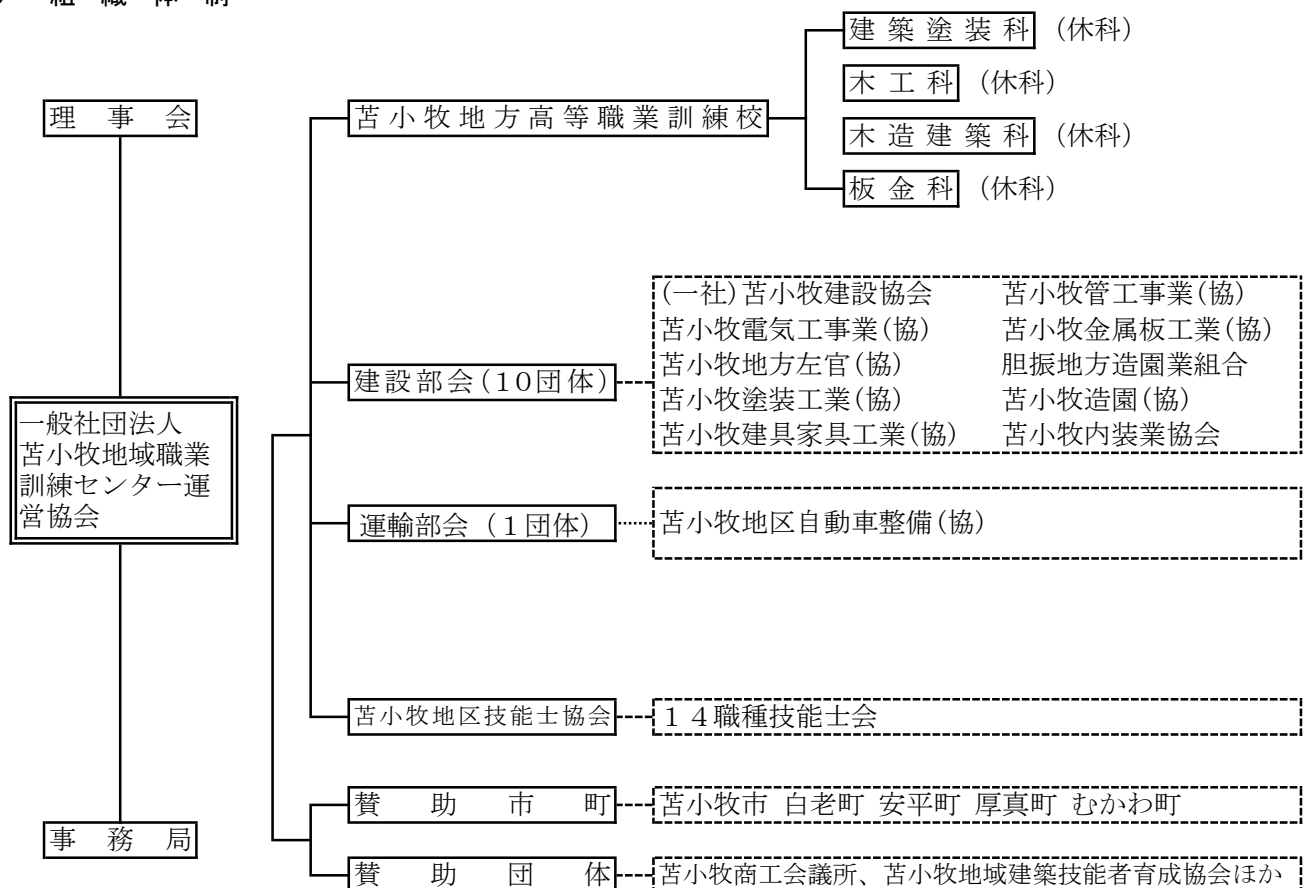 組 織 体 制
建 築 塗 装 科 (休科)
木 工 科 (休科)
理 事 会
苫小牧地方高等職業訓練校
木 造 建 築 科 (休科)
板 金 科 (休科)
(一社)苫小牧建設協会 苫小牧管工事業(協)
苫小牧電気工事業(協) 苫小牧金属板工業(協)
建設部会(10団体)
苫小牧地方左官(協) 胆振地方造園業組合
苫小牧塗装工業(協) 苫小牧造園(協)
苫小牧建具家具工業(協) 苫小牧内装業協会
一般社団法人
苫小牧地域職業
訓練センター運
営協会
運輸部会(1団体)
苫小牧地区自動車整備(協)
苫小牧地区技能士協会
14職種技能士会
賛 助 市 町
苫小牧市 白老町 安平町 厚真町 むかわ町
事 務 局
賛 助 団 体
苫小牧商工会議所、苫小牧地域建築技能者育成協会ほか